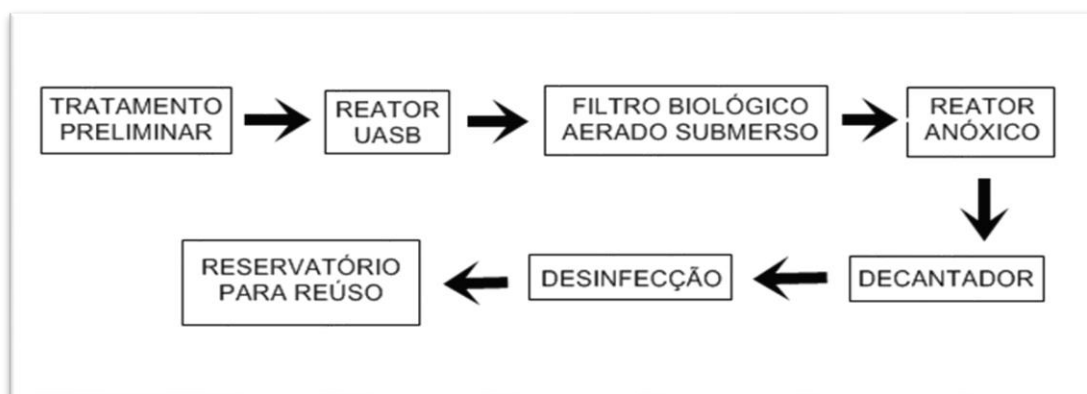 TRATAMENTO
PRELIMINAR
REATOR
UASB
FILTRO BIOLÓGICO
AERADO SUBMERSO
REATOR
ANÓXICO
DECANTADOR
DESINFECÇÃO
RESERVATÓRIO
PARA REÚSO